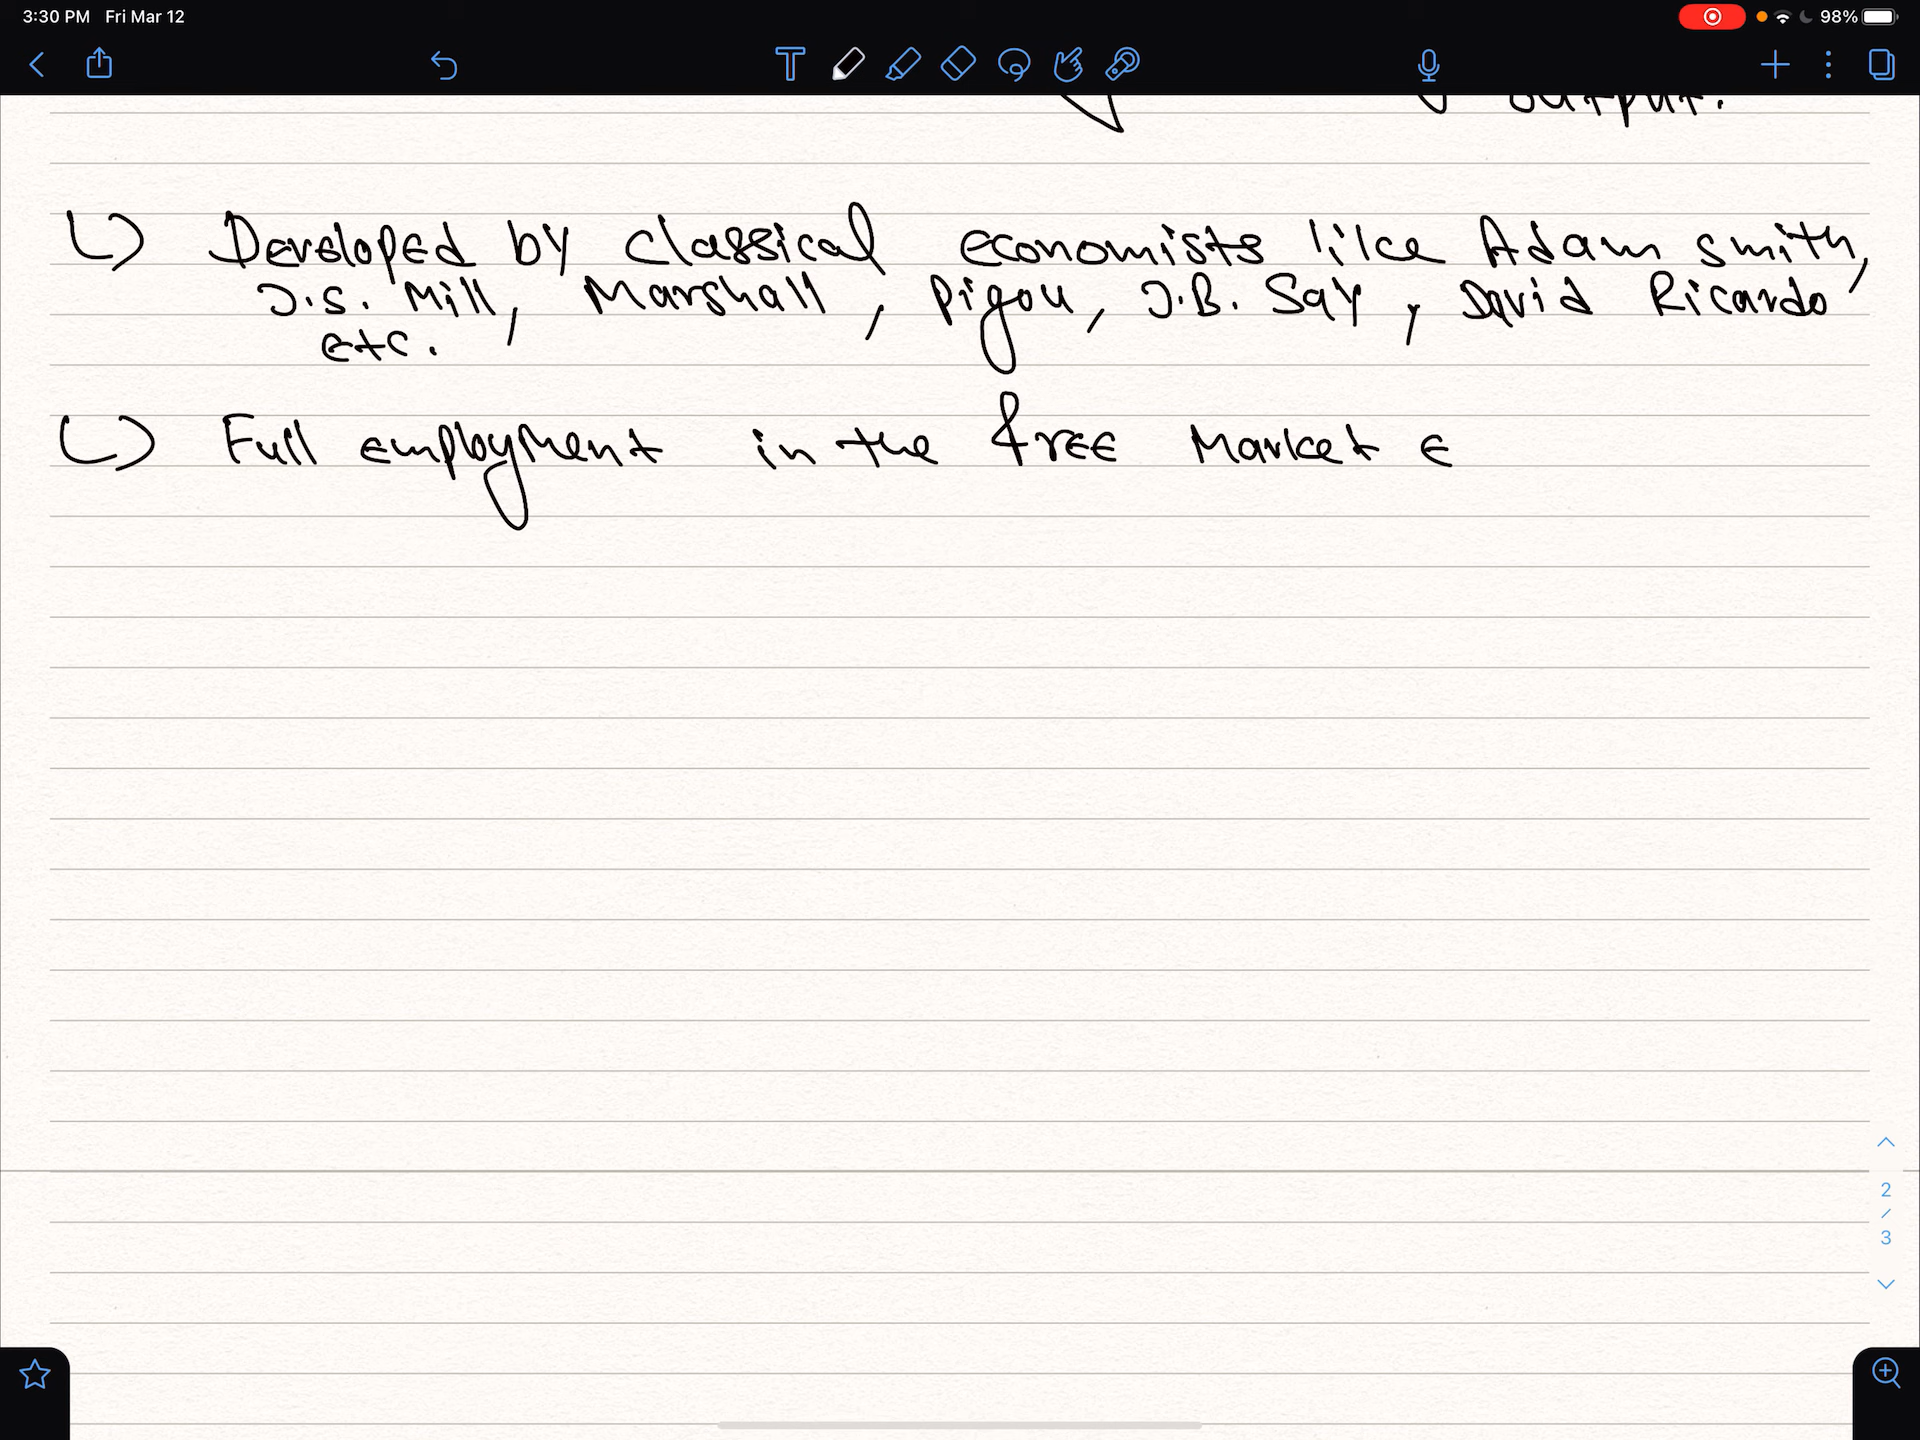 3:30 PM Fri Mar 12
98%
output.
Developed by classical economists like Adam smith,
J.S. Mill, Marshall, Pigou, J.B. Say, David Ricardo
etc.
Full employment in the free Market e
2
/
3